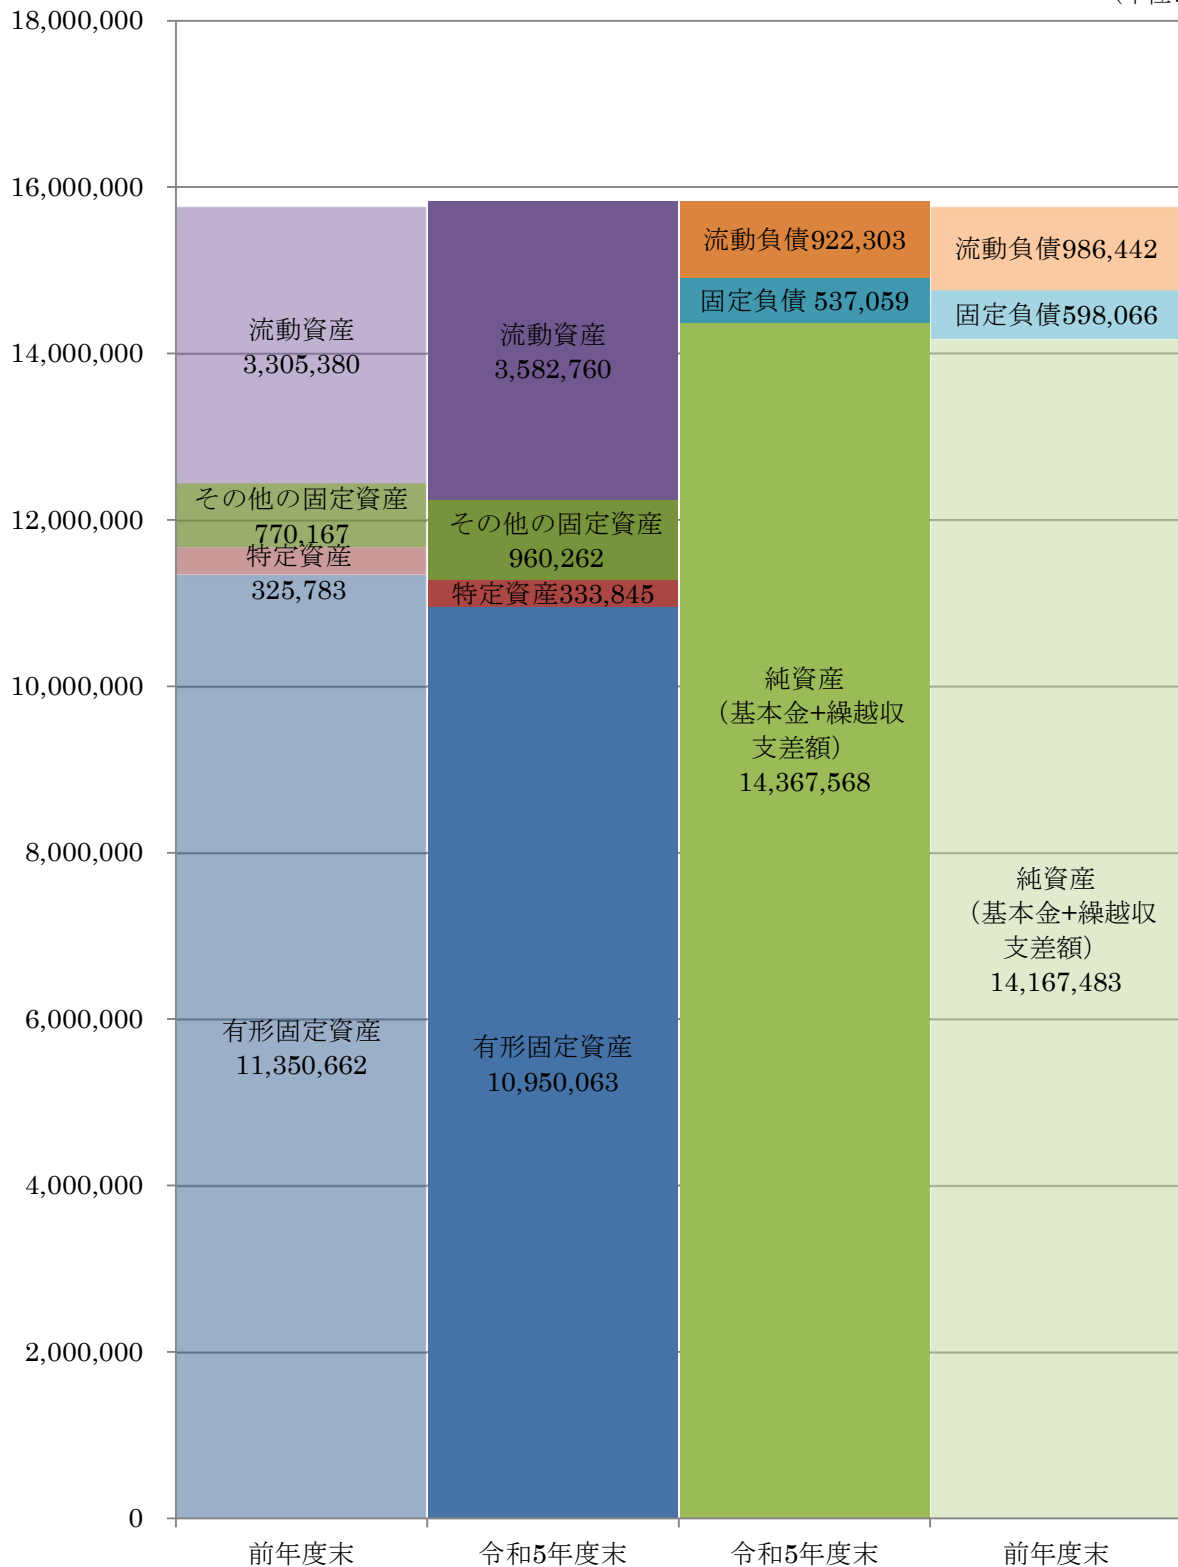 18,000,000
16,000,000
14,000,000
12,000,000
10,000,000
8,000,000
6,000,000
4,000,000
2,000,000
0
流動資産
3,305,380
その他の固定資産
770,167
特定資産
325,783
有形固定資産
11,350,662
流動資産
3,582,760
その他の固定資産
960,262
特定資産333,845
有形固定資産
10,950,063
流動負債922,303
固定負債 537,059
純資産
（基本金+繰越収
支差額）
14,367,568
流動負債986,442
固定負債598,066
純資産
（基本金+繰越収
支差額）
14,167,483
前年度末
令和5年度末
令和5年度末
前年度末